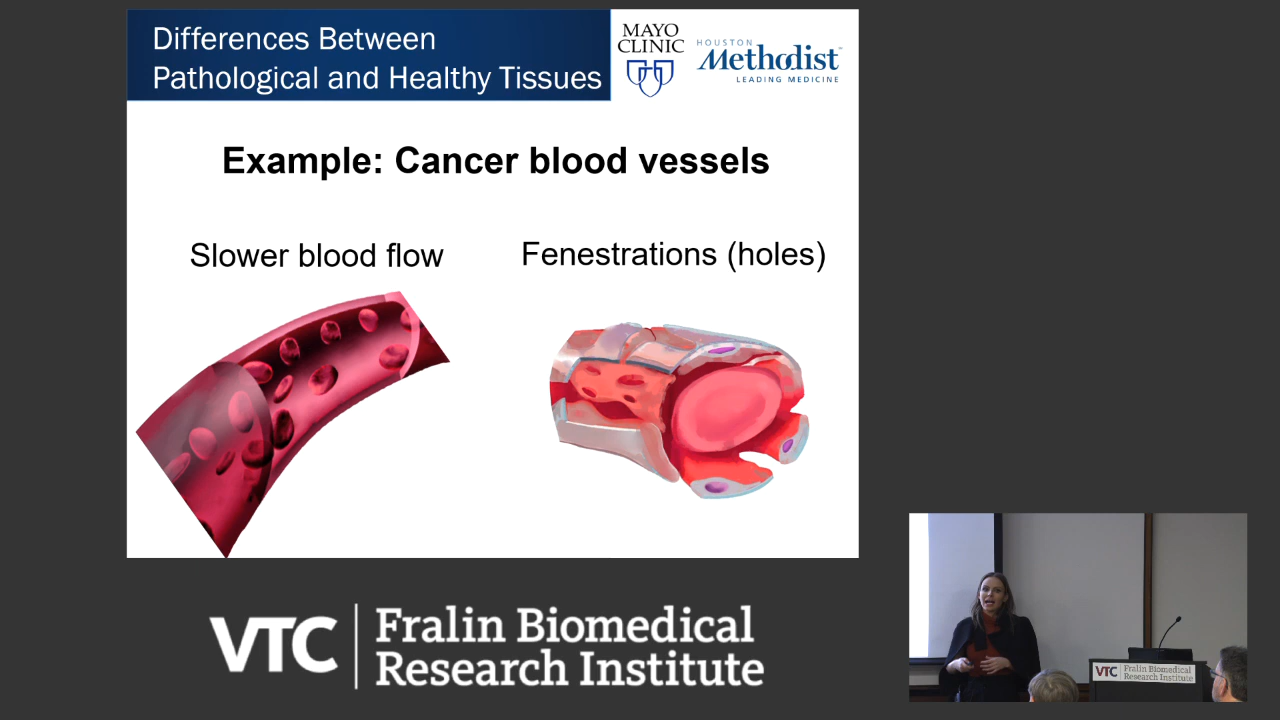 Differences Between
Pathological and Healthy Tissues
MAYO
CLINIC
HOUSTON
Methodist
LEADING MEDICINE
Example: Cancer blood vessels
Slower blood flow
Fenestrations (holes)
VTC
Fralin Biomedical
Research Institute
VTC
Fralin Biomedical
Research Institute